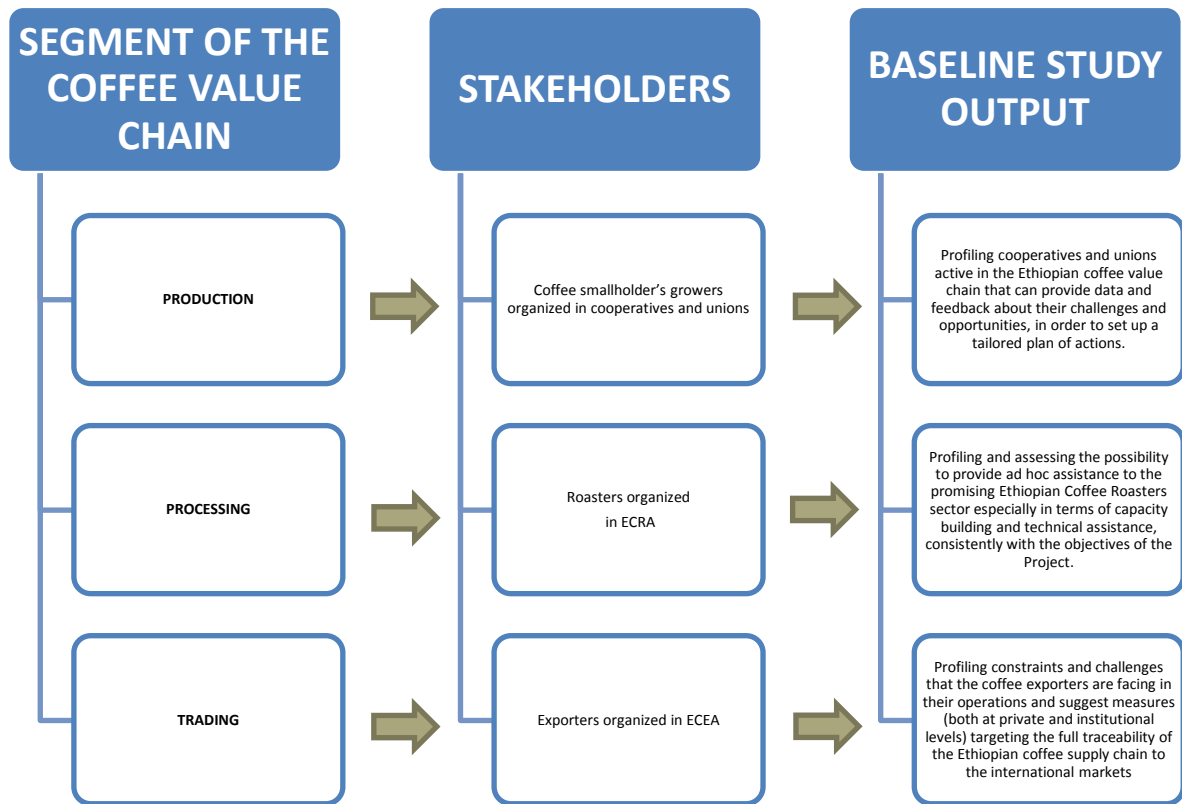 SEGMENT OF THE
COFFEE VALUE
CHAIN
STAKEHOLDERS
BASELINE STUDY
OUTPUT
PRODUCTION
Coffee smallholder's growers
organized in cooperatives and unions
Profiling cooperatives and unions
active in the Ethiopian coffee value
chain that can provide data and
feedback about their challenges and
opportunities, in order to set up a
tailored plan of actions.
PROCESSING
Roasters organized
in ECRA
Profiling and assessing the possibility
to provide ad hoc assistance to the
promising Ethiopian Coffee Roasters
sector especially in terms of capacity
building and technical assistance,
consistently with the objectives of the
Project.
TRADING
Exporters organized in ECEA
Profiling constraints and challenges
that the coffee exporters are facing in
their operations and suggest measures
(both at private and institutional
levels) targeting the full traceability of
the Ethiopian coffee supply chain to
the international markets